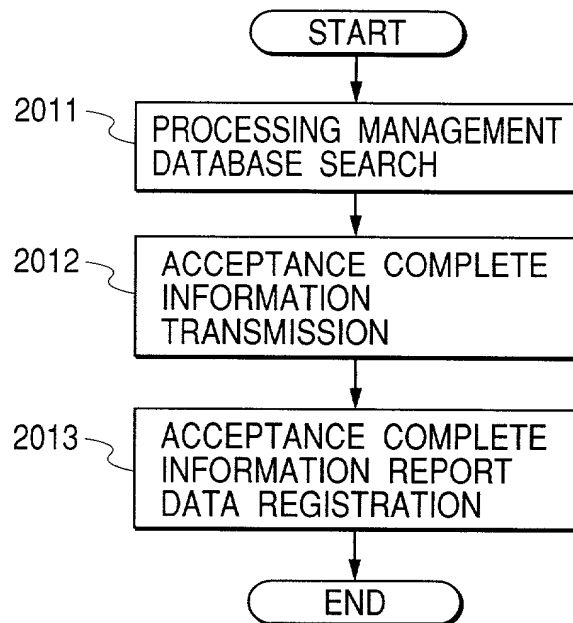 START
2011
PROCESSING MANAGEMENT
DATABASE SEARCH
2012
ACCEPTANCE COMPLETE
INFORMATION
TRANSMISSION
2013
ACCEPTANCE COMPLETE
INFORMATION REPORT
DATA REGISTRATION
END